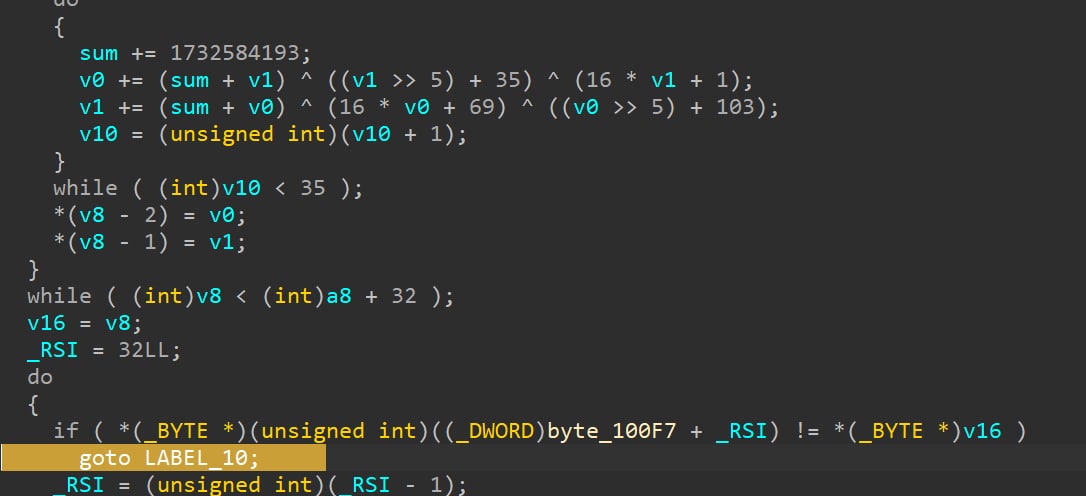 do
{
sum += 1732584193;
v0 += (sum + v1) ^ ((v1 >> 5) + 35) ^ (16 * v1 + 1);
v1 += (sum + v0) ^ (16 * v0 + 69) ^ ((v0 >> 5) + 103);
v10 = (unsigned int)(v10 + 1);
}
while ( (int)v10 < 35 );
*(v8 - 2) = v0;
*(v8 - 1) = v1;
}
while ( (int)v8 < (int)a8 + 32 );
v16 = v8;
_RSI = 32LL;
do
{
if ( *(_BYTE *)(unsigned int)((_DWORD)byte_100F7 + _RSI) != *(_BYTE *)v16 )
goto LABEL_10;
_RSI = (unsigned int)(_RSI - 1);